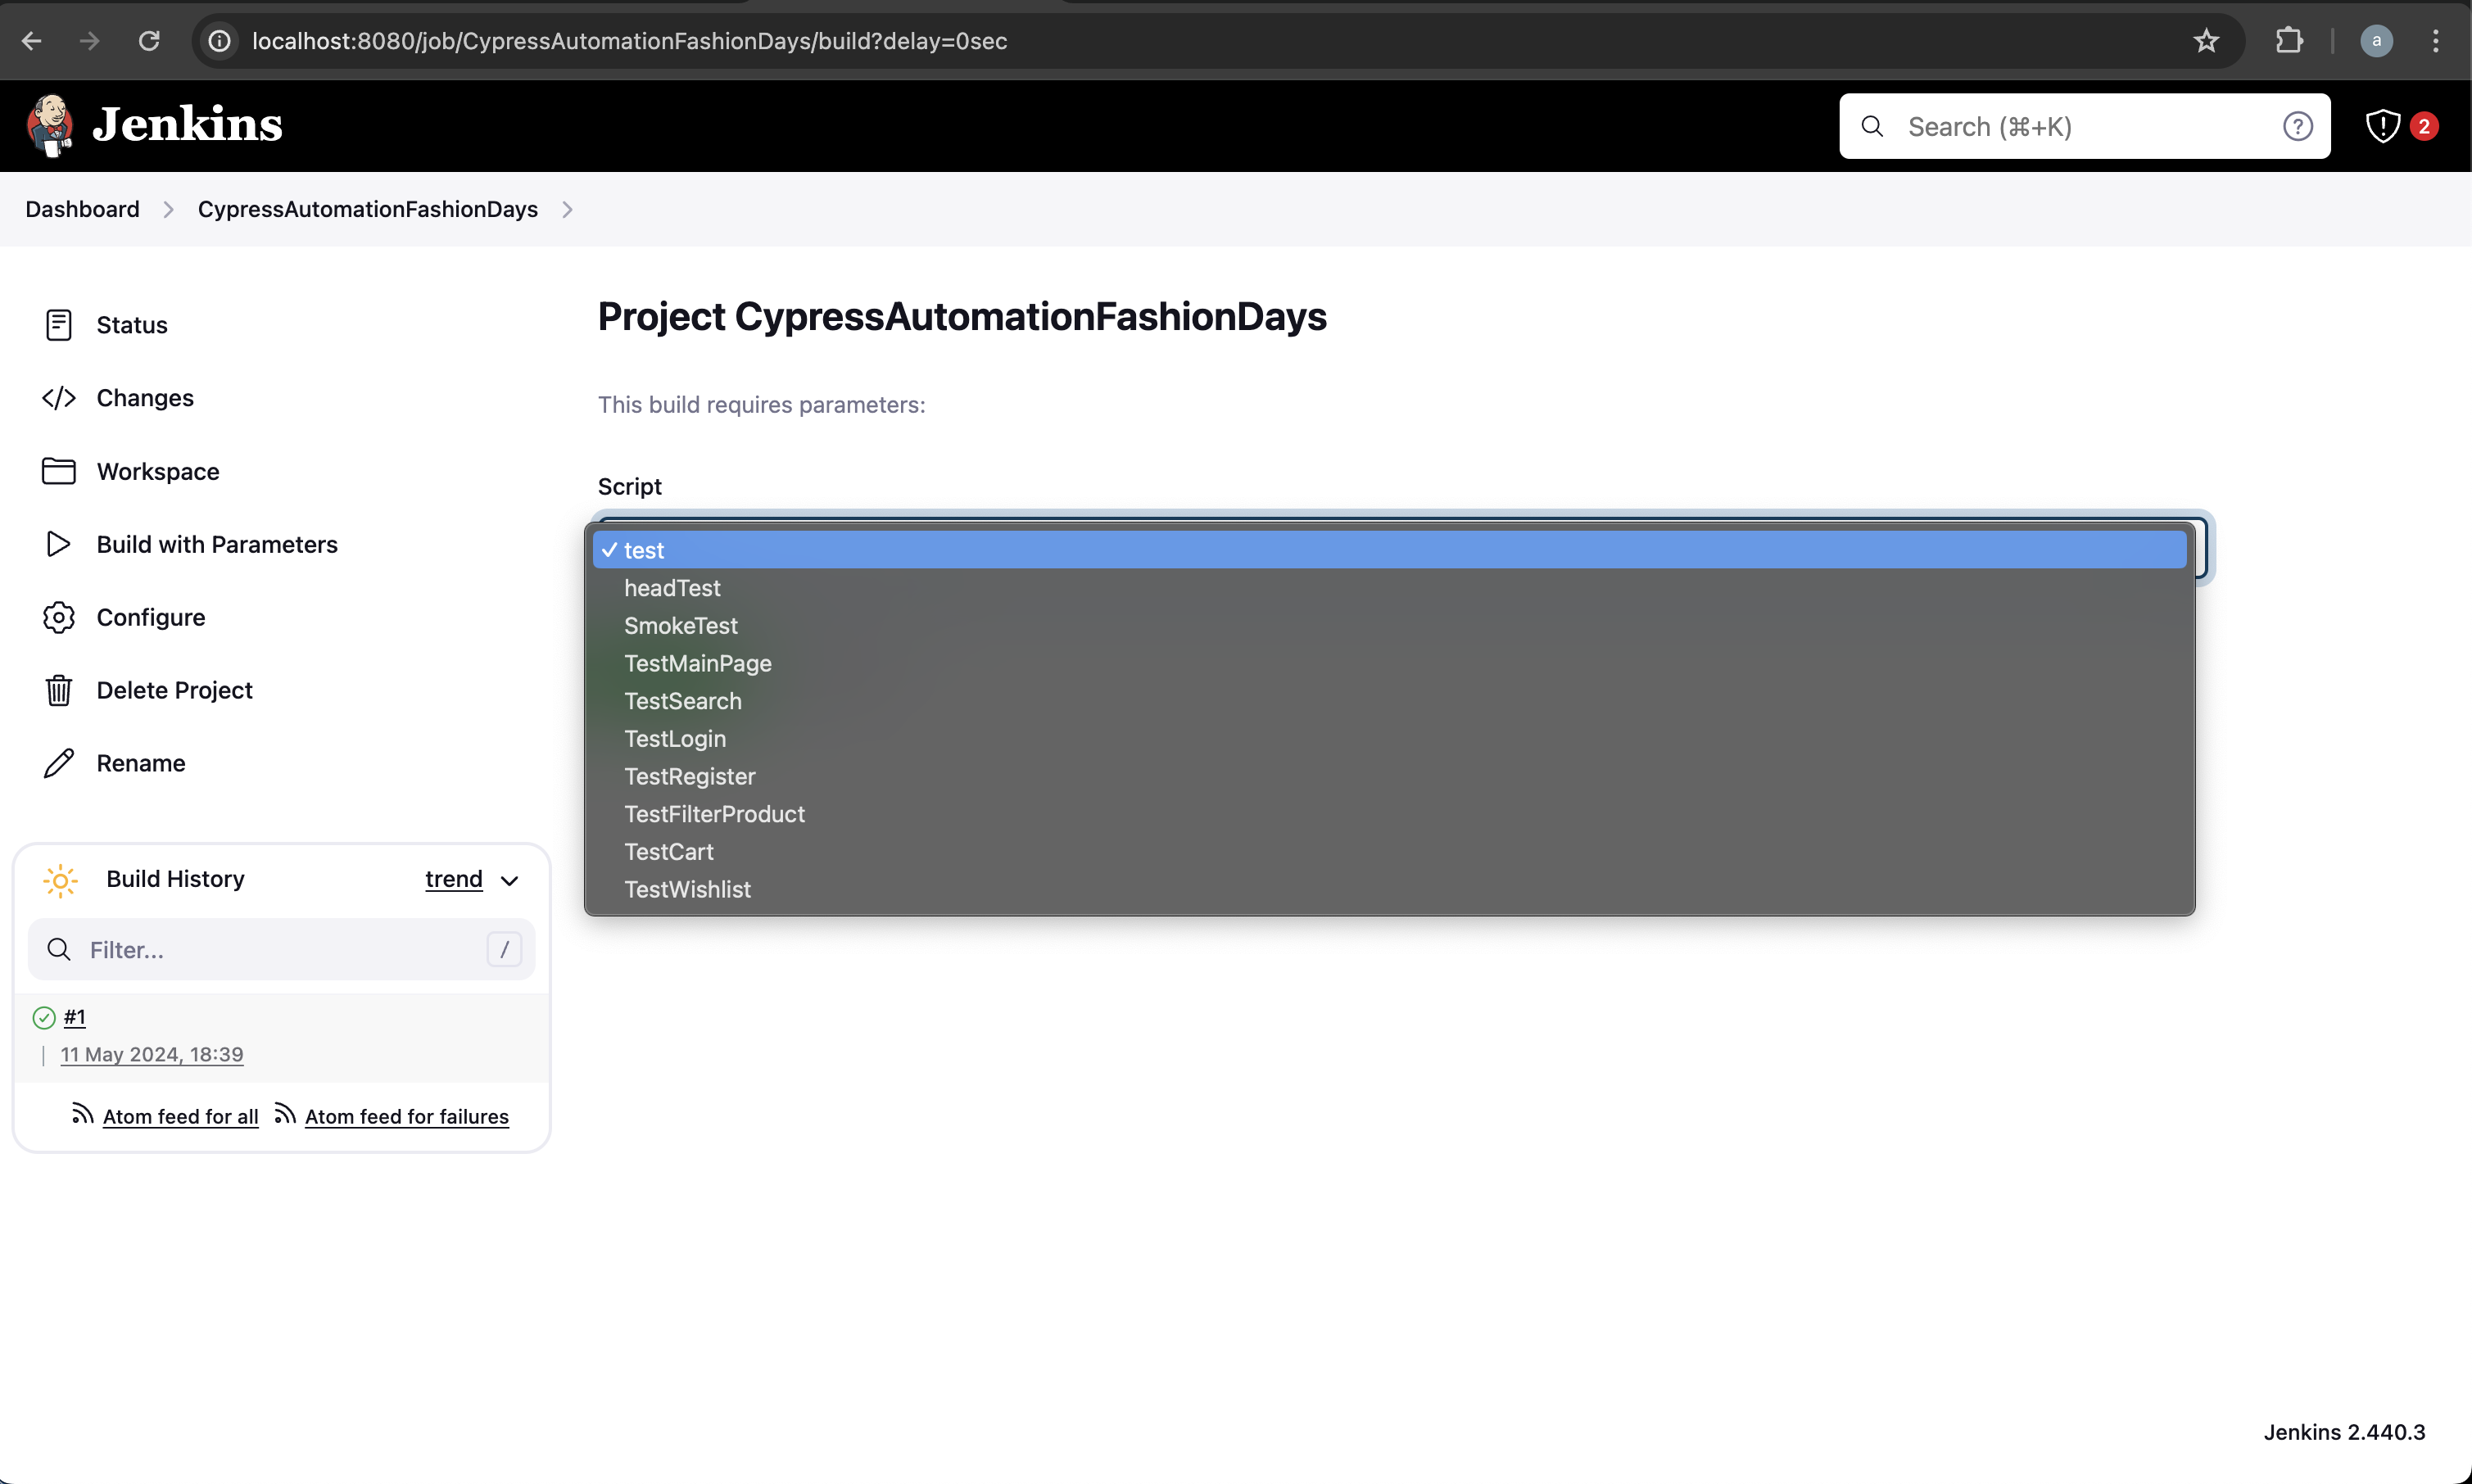 localhost:8080/job/CypressAutomationFashionDays/build?delay=0sec
a
Jenkins
Search (⌘+K)
?
2
Dashboard
CypressAutomationFashionDays
Status
Changes
Workspace
Build with Parameters
Configure
Delete Project
Rename
Build History
trend
Filter...
/
#1
11 May 2024, 18:39
Atom feed for all
Atom feed for failures
Project CypressAutomationFashionDays
This build requires parameters:
Script
✓ test
headTest
SmokeTest
TestMainPage
TestSearch
TestLogin
TestRegister
TestFilterProduct
TestCart
TestWishlist
Jenkins 2.440.3